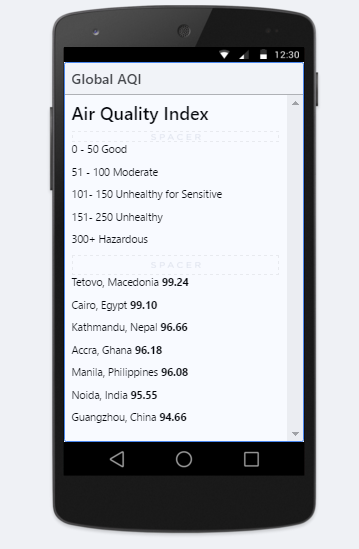 12:30
Global AQI
Air Quality Index
SPACER
0 - 50 Good
51 - 100 Moderate
101- 150 Unhealthy for Sensitive
151- 250 Unhealthy
300+ Hazardous
SPACER
Tetovo, Macedonia 99.24
Cairo, Egypt 99.10
Kathmandu, Nepal 96.66
Accra, Ghana 96.18
Manila, Philippines 96.08
Noida, India 95.55
Guangzhou, China 94.66